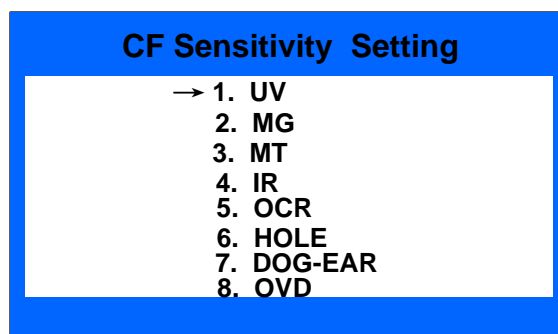 CF Sensitivity Setting
→ 1. UV
2. MG
3. MT
4. IR
5. OCR
6. HOLE
7. DOG-EAR
8. OVD